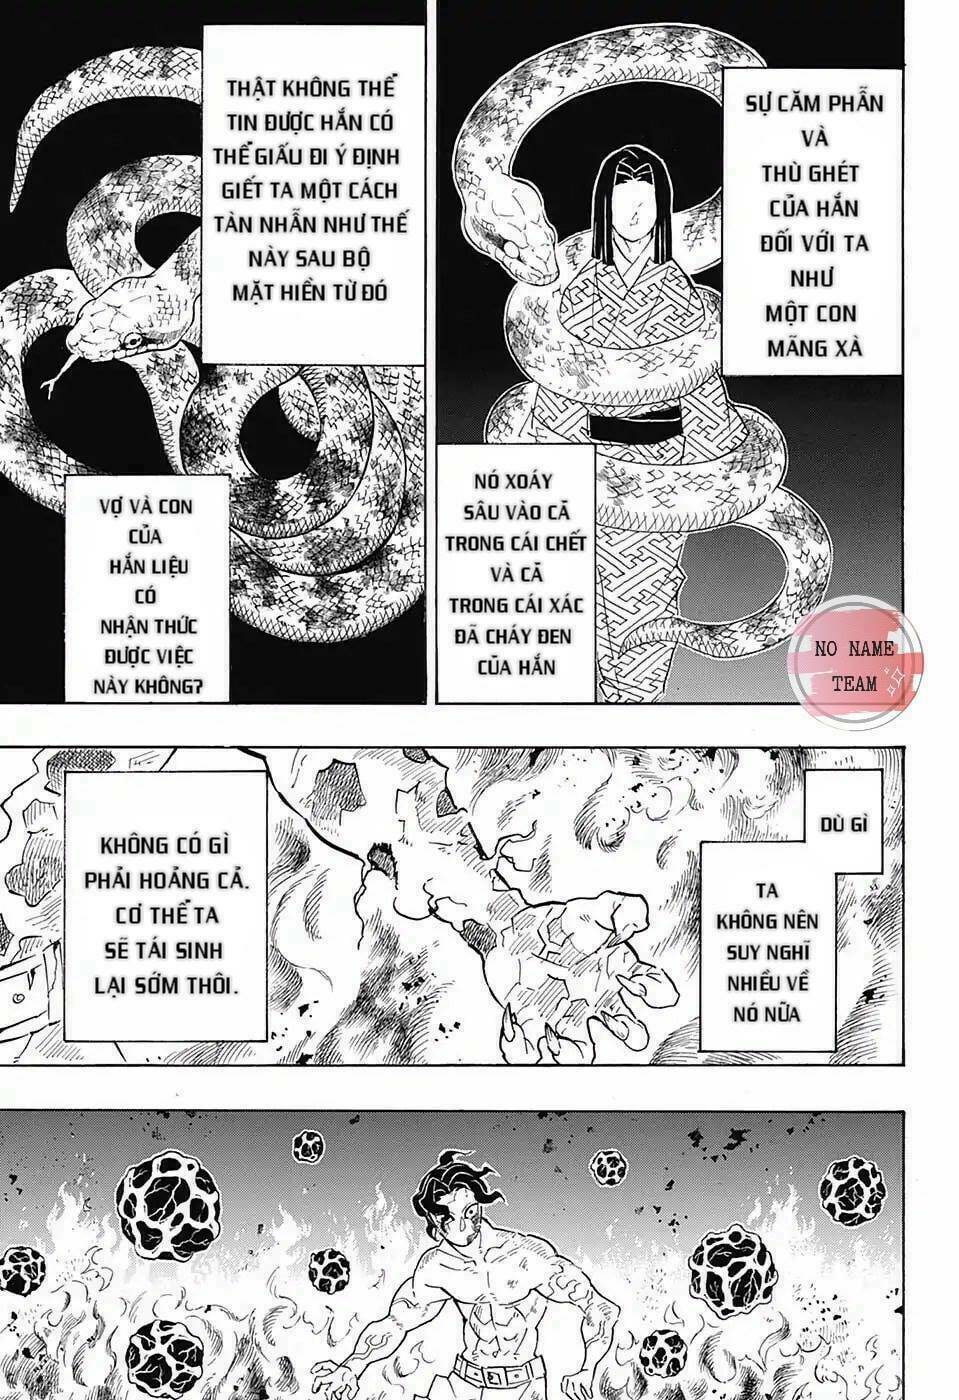 SỰ CĂM PHẪN
VÀ
THÙ GHÉT
CỦA HẮN
ĐỐI VỚI TA
NHƯ
MỘT CON
MÃNG XÀ
NÓ XOÁY
SÂU VÀO CẢ
TRONG CÁI CHẾT
VÀ CẢ
TRONG CÁI XÁC
ĐÃ CHÁY ĐEN
CỦA HẮN
THẬT KHÔNG THỂ
TIN ĐƯỢC HẮN CÓ
THỂ GIẤU ĐI Ý ĐỊNH
GIẾT TA MỘT CÁCH
TÀN NHẪN NHƯ THẾ
NÀY SAU BỘ
MẶT HIỀN TỪ ĐÓ
VỢ VÀ CON
CỦA
HẮN LIỆU
CÓ
NHẬN THỨC
ĐƯỢC VIỆC
NÀY KHÔNG?
NO NAME
TEAM
DÙ GÌ
TA
KHÔNG NÊN
SUY NGHĨ
NHIỀU VỀ
NÓ NỮA
KHÔNG CÓ GÌ
PHẢI HOẢNG CẢ.
CƠ THỂ TA
SẼ TÁI SINH
LẠI SỚM THÔI.